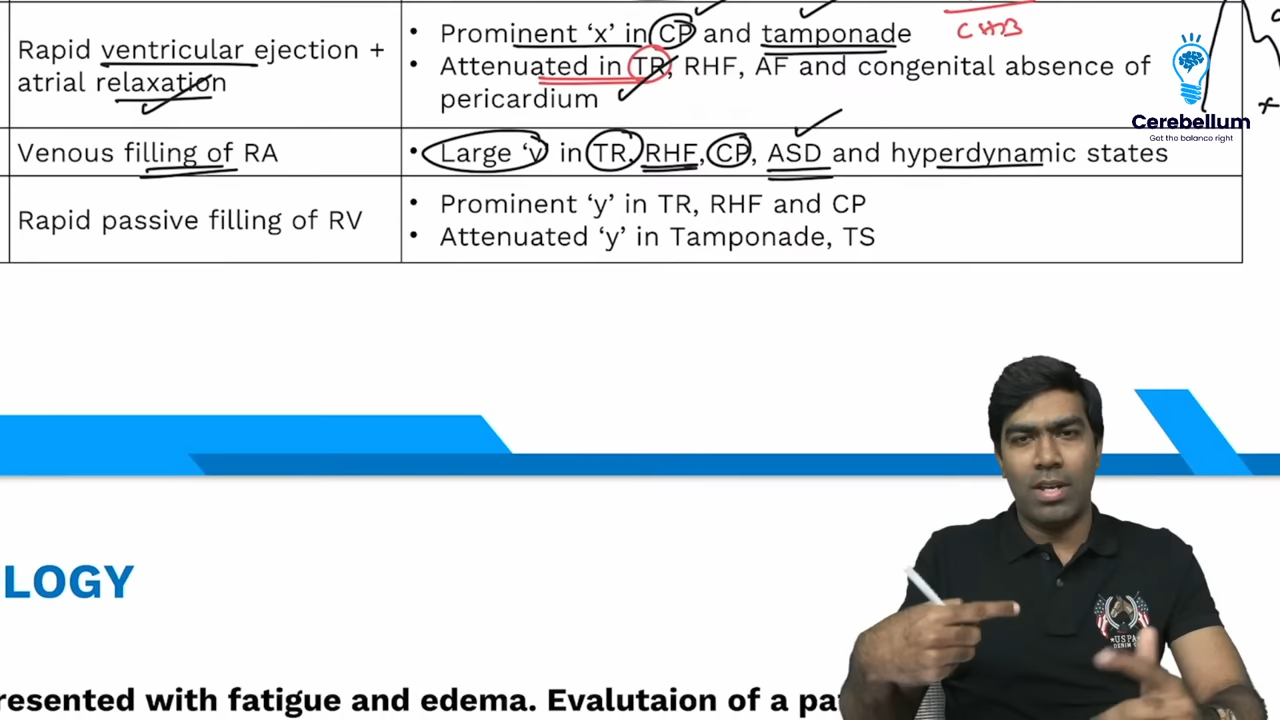 Rapid ventricular ejection +
atrial relaxation
• Prominent ‘x’ in CP and tamponade
• Attenuated in TR, RHF, AF and congenital absence of
pericardium
CHB
x
Cerebellum
Get the balance right
Venous filling of RA
• Large ‘v’ in TR, RHF, CP, ASD and hyperdynamic states
Rapid passive filling of RV
• Prominent ‘y’ in TR, RHF and CP
• Attenuated ‘y’ in Tamponade, TS
LOGY
resented with fatigue and edema. Evalutaion of a pa
USPA
DENIM